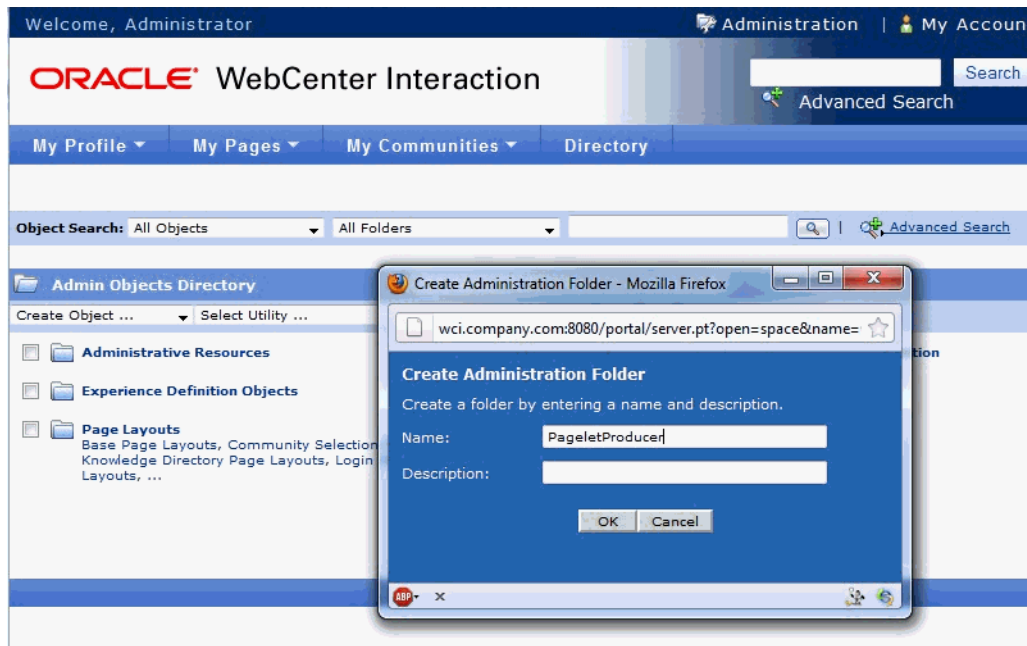 Welcome, Administrator
Administration | My Accoun
ORACLE WebCenter Interaction
Search
Advanced Search
My Profile My Pages My Communities Directory
Object Search: All Objects All Folders | Advanced Search
Admin Objects Directory
Create Object ... Select Utility ...
Administrative Resources
tion
Experience Definition Objects
Page Layouts
Base Page Layouts, Community Selection
Knowledge Directory Page Layouts, Login
Layouts, ...
Create Administration Folder - Mozilla Firefox
wci.company.com:8080/portal/server.pt?open=space&name=
Create Administration Folder
Create a folder by entering a name and description.
Name: PageletProducer
Description:
OK Cancel
ABP x